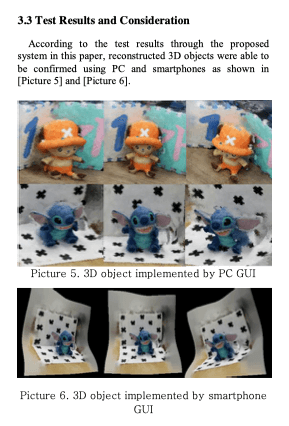 3.3 Test Results and Consideration
According to the test results through the proposed
system in this paper, reconstructed 3D objects were able to
be confirmed using PC and smartphones as shown in
[Picture 5] and [Picture 6].
Picture 5. 3D object implemented by PC GUI
Picture 6. 3D object implemented by smartphone
GUI